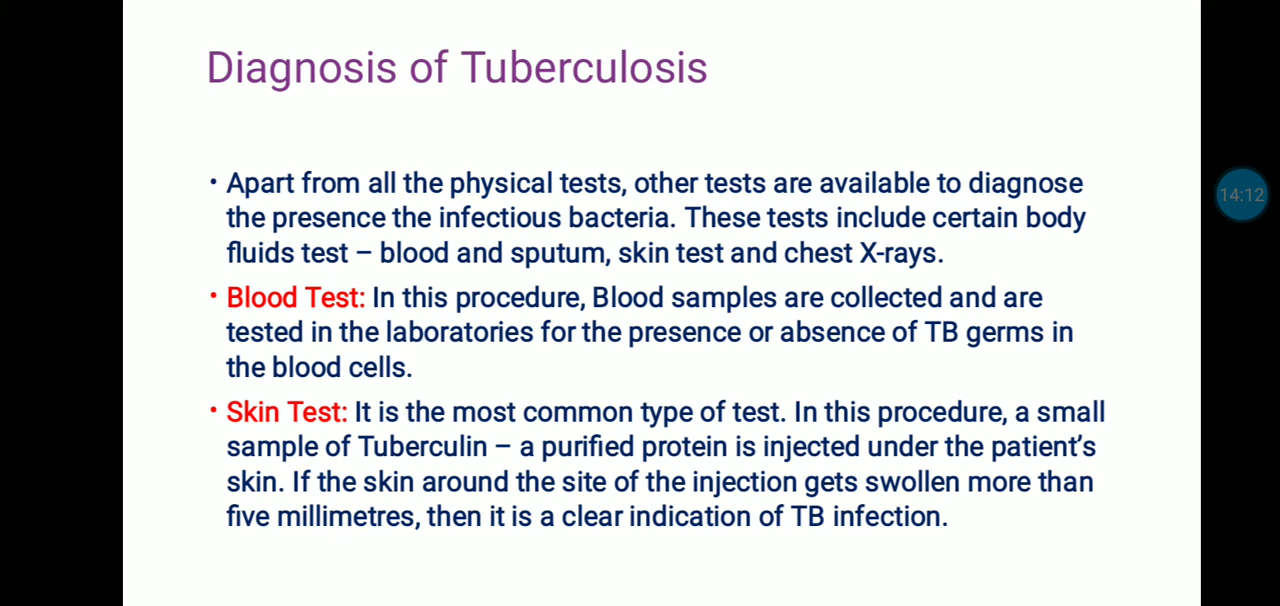 Diagnosis of Tuberculosis
• Apart from all the physical tests, other tests are available to diagnose
the presence the infectious bacteria. These tests include certain body
fluids test – blood and sputum, skin test and chest X-rays.
• Blood Test: In this procedure, Blood samples are collected and are
tested in the laboratories for the presence or absence of TB germs in
the blood cells.
• Skin Test: It is the most common type of test. In this procedure, a small
sample of Tuberculin – a purified protein is injected under the patient’s
skin. If the skin around the site of the injection gets swollen more than
five millimetres, then it is a clear indication of TB infection.
14:12